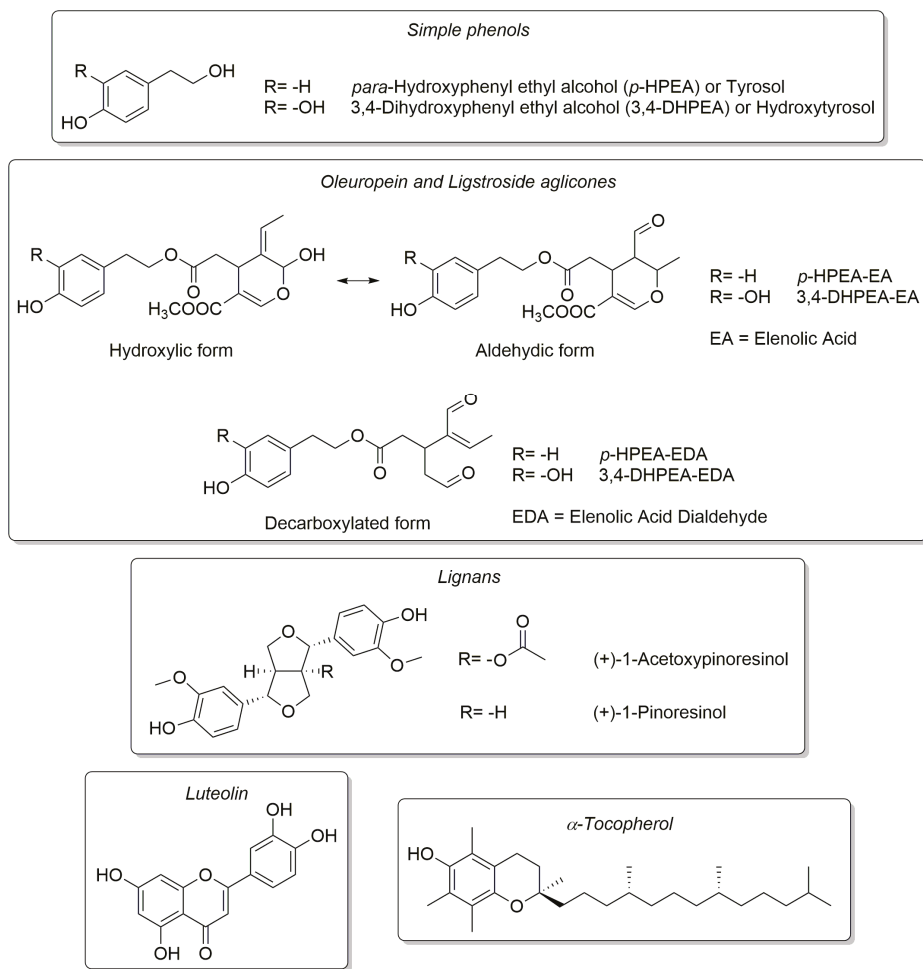 Simple phenols
R
OH
HO
R= -H para-Hydroxyphenyl ethyl alcohol (p-HPEA) or Tyrosol
R= -OH 3,4-Dihydroxyphenyl ethyl alcohol (3,4-DHPEA) or Hydroxytyrosol
Oleuropein and Ligstroside aglicones
R
HO
O
O
OH
O
H₃COOC
Hydroxylic form
R
HO
O
O
O
O
H₃COOC
Aldehydic form
R= -H p-HPEA-EA
R= -OH 3,4-DHPEA-EA
EA = Elenolic Acid
R
HO
O
O
O
O
Decarboxylated form
R= -H p-HPEA-EDA
R= -OH 3,4-DHPEA-EDA
EDA = Elenolic Acid Dialdehyde
Lignans
O
OH
O
H
R
O
O
HO
R= -O
O
(+)-1-Acetoxypinoresinol
R= -H (+)-1-Pinoresinol
Luteolin
OH
OH
HO
O
OH
O
α-Tocopherol
HO
O